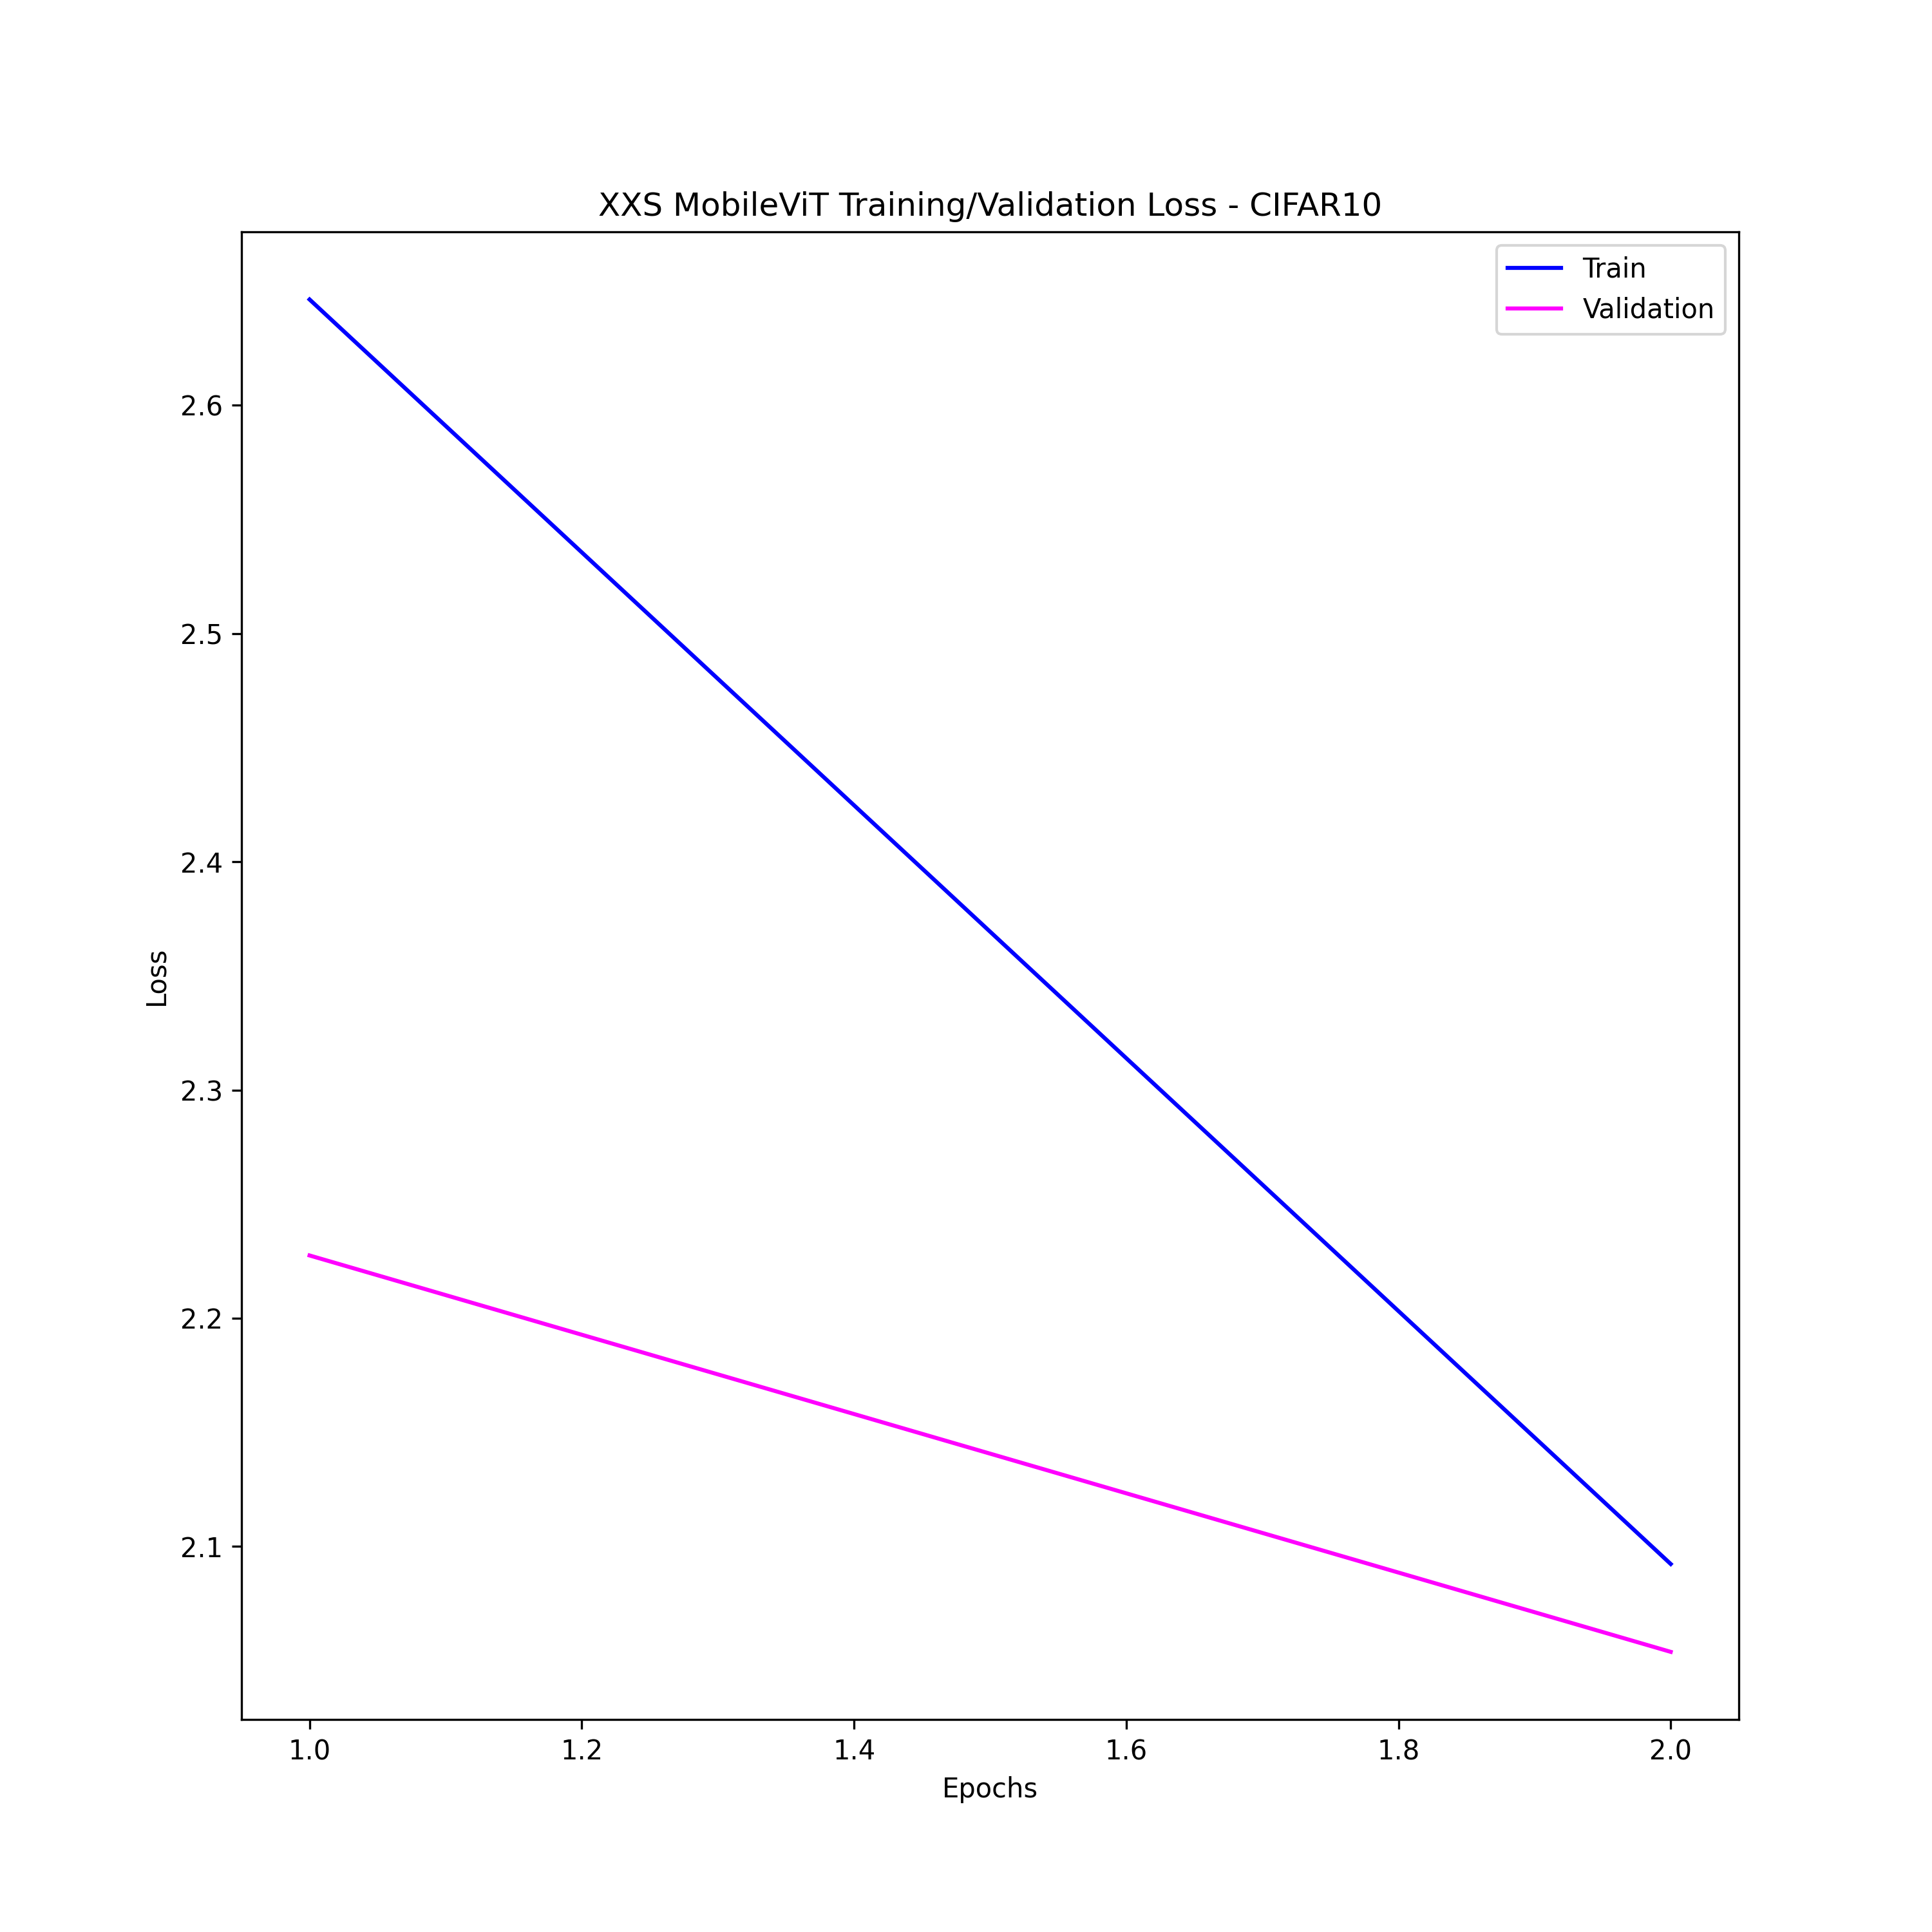 XXS MobileViT Training/Validation Loss - CIFAR10
Train
Validation
2.6
2.5
2.4
2.3
2.2
2.1
Loss
1.0 1.2 1.4 1.6 1.8 2.0
Epochs